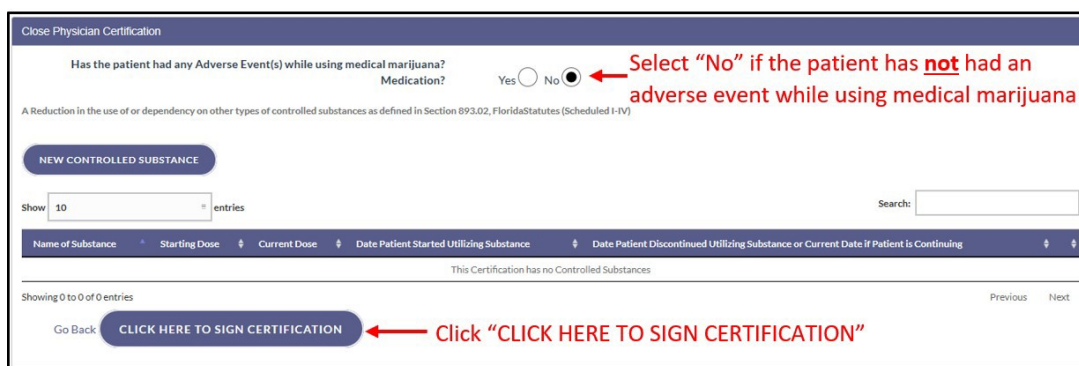 Close Physician Certification
Has the patient had any Adverse Event(s) while using medical marijuana?
Medication?
Yes No
Select “No” if the patient has not had an
adverse event while using medical marijuana
A Reduction in the use of or dependency on other types of controlled substances as defined in Section 893.02, FloridaStatutes (Scheduled I-IV)
NEW CONTROLLED SUBSTANCE
Show 10 entries
Search:
Name of Substance Starting Dose Current Dose Date Patient Started Utilizing Substance Date Patient Discontinued Utilizing Substance or Current Date if Patient is Continuing
This Certification has no Controlled Substances
Showing 0 to 0 of 0 entries
Previous Next
Go Back CLICK HERE TO SIGN CERTIFICATION
Click “CLICK HERE TO SIGN CERTIFICATION”